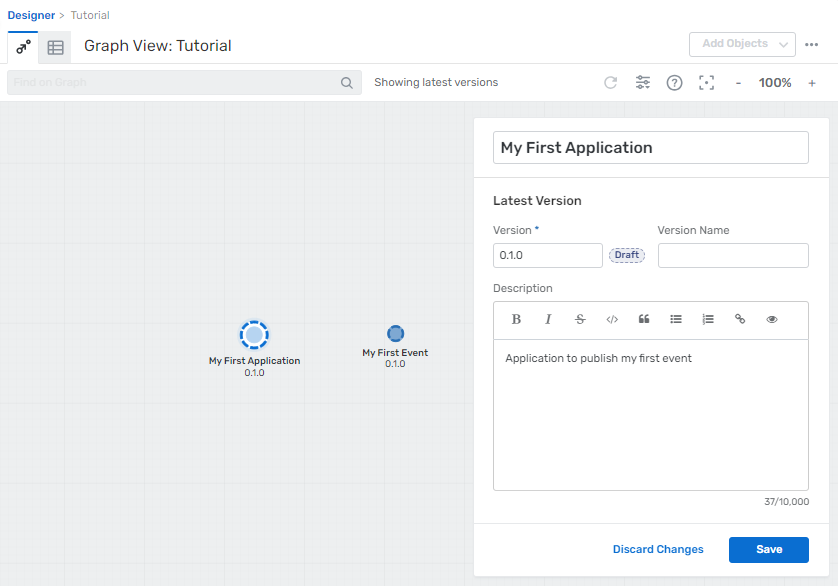 Designer > Tutorial
Graph View: Tutorial
Add Objects
Find on Graph
Showing latest versions
- 100% +
My First Application
Latest Version
Version *
Version Name
0.1.0
Draft
Description
B I S </> “
Application to publish my first event
37/10,000
Discard Changes
Save
My First Application
0.1.0
My First Event
0.1.0